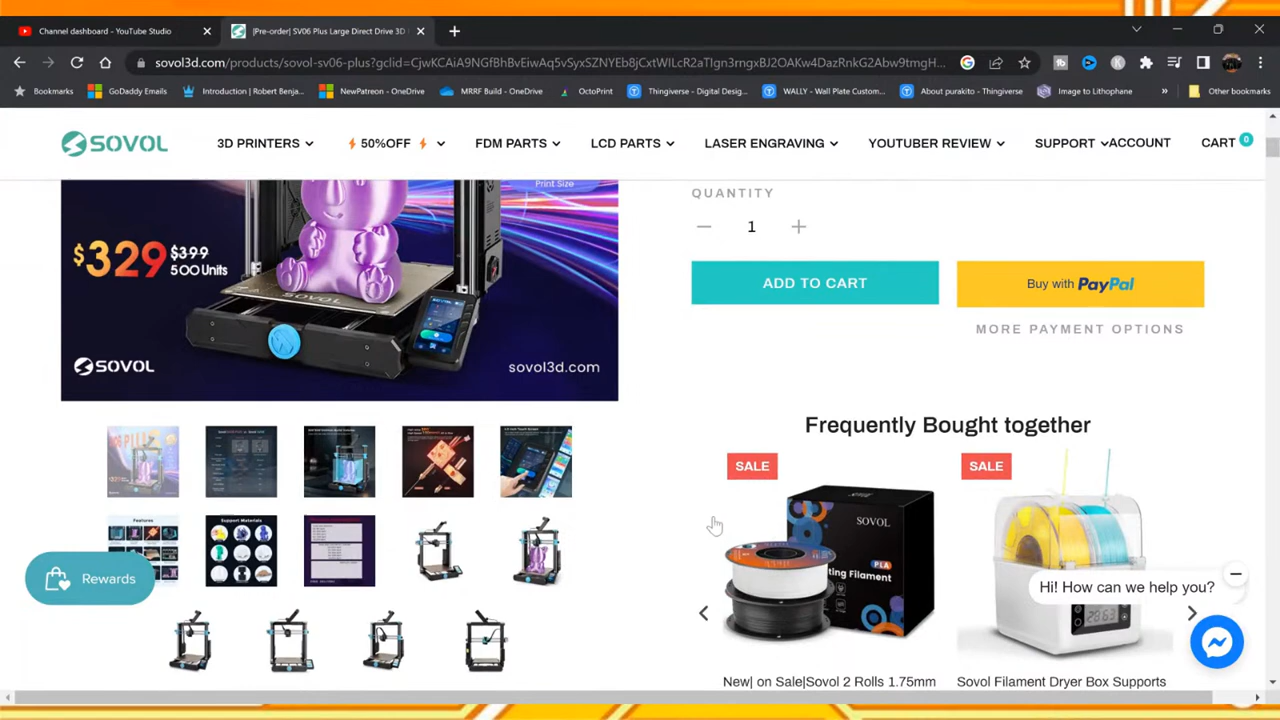 Channel dashboard - YouTube Studio
[Pre-order] SV06 Plus Large Direct Drive 3D
sovol3d.com/products/sovol-sv06-plus?gclid=CjwKCAiA9NGfBhBvEiwAq5vSyxSZNYEb8jCxtWILcR2aTIgn3rngxBJ2OAKw4DazRnkG2Abw9tmgH...
Bookmarks
GoDaddy Emails
Introduction | Robert Benja...
NewPatreon - OneDrive
MRRF Build - OneDrive
OctoPrint
Thingiverse - Digital Desig...
WALLY - Wall Plate Custom...
About purakito - Thingiverse
Image to Lithophane
»
Other bookmarks
SOVOL
3D PRINTERS
50%OFF
FDM PARTS
LCD PARTS
LASER ENGRAVING
YOUTUBER REVIEW
SUPPORT
ACCOUNT
CART 0
Print Size
$329 $399
500 Units
SOVOL
SOVOL
sovol3d.com
QUANTITY
− 1 +
ADD TO CART
Buy with PayPal
MORE PAYMENT OPTIONS
Frequently Bought together
SALE
SALE
SOVOL
PLA
ting Filament
Features
Support Materials
Rewards
Hi! How can we help you?
New| on Sale|Sovol 2 Rolls 1.75mm
Sovol Filament Dryer Box Supports